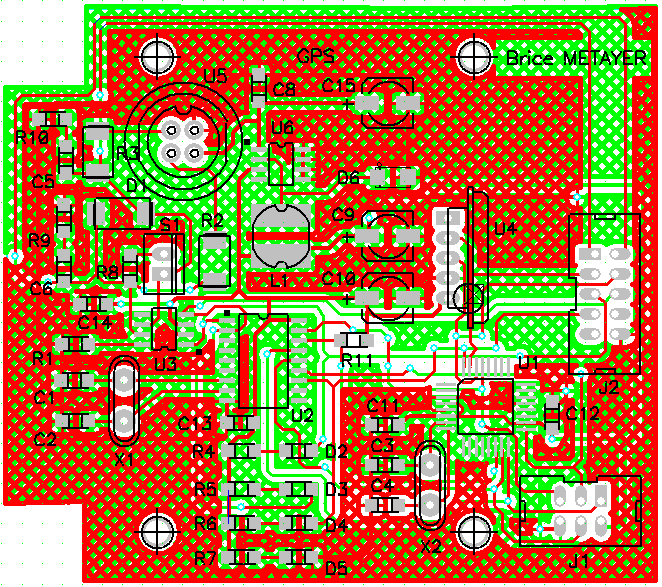 GPS
Brice METAYER
U5
C8
C15
R10
U6
R3
C5
D1
D6
S1
R2
C9
U4
R9
R8
L1
C10
C6
C14
R1
U3
R11
U1
J2
C1
C13
U2
C11
C12
C2
X1
R4
D2
C3
R5
D3
C4
R6
D4
X2
R7
D5
J1